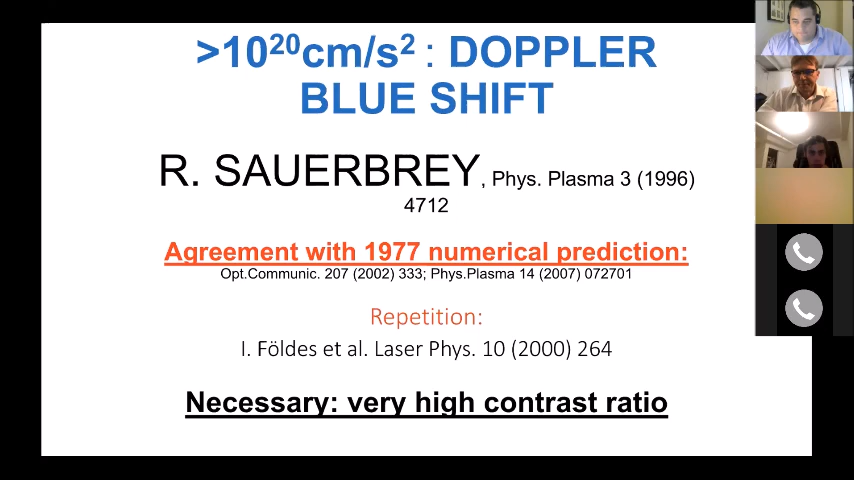 >10²⁰cm/s² : DOPPLER
BLUE SHIFT
R. SAUERBREY, Phys. Plasma 3 (1996)
4712
Agreement with 1977 numerical prediction:
Opt.Communic. 207 (2002) 333; Phys.Plasma 14 (2007) 072701
Repetition:
I. Földes et al. Laser Phys. 10 (2000) 264
Necessary: very high contrast ratio